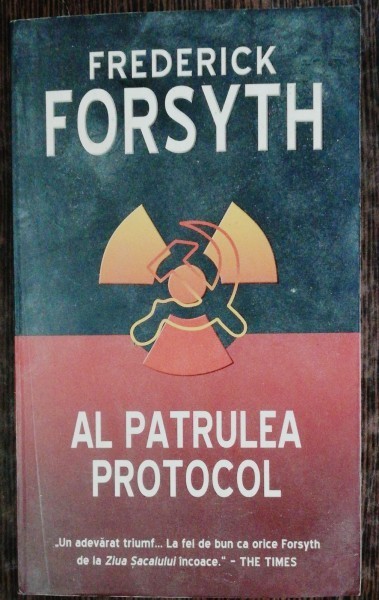 FREDERICK
FORSYTH
AL PATRULEA
PROTOCOL
„Un adevărat triumf... La fel de bun ca orice Forsyth
de la Ziua Șacalului încoace.” – THE TIMES